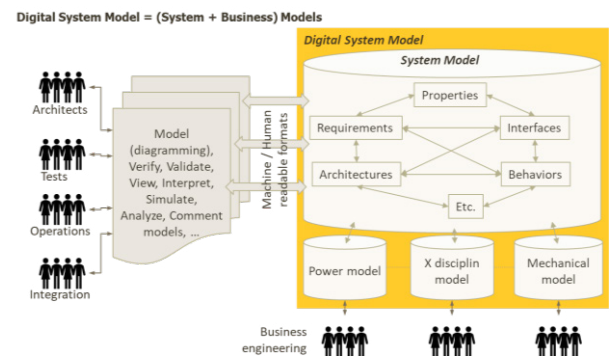 Digital System Model = (System + Business) Models
Digital System Model
System Model
Properties
Requirements
Interfaces
Architectures
Behaviors
Etc.
Architects
Tests
Operations
Integration
Model
(diagramming),
Verify, Validate,
View, Interpret,
Simulate,
Analyze, Comment
models, ...
Machine / Human
readable formats
Power model
X disciplin
model
Mechanical
model
Business
engineering